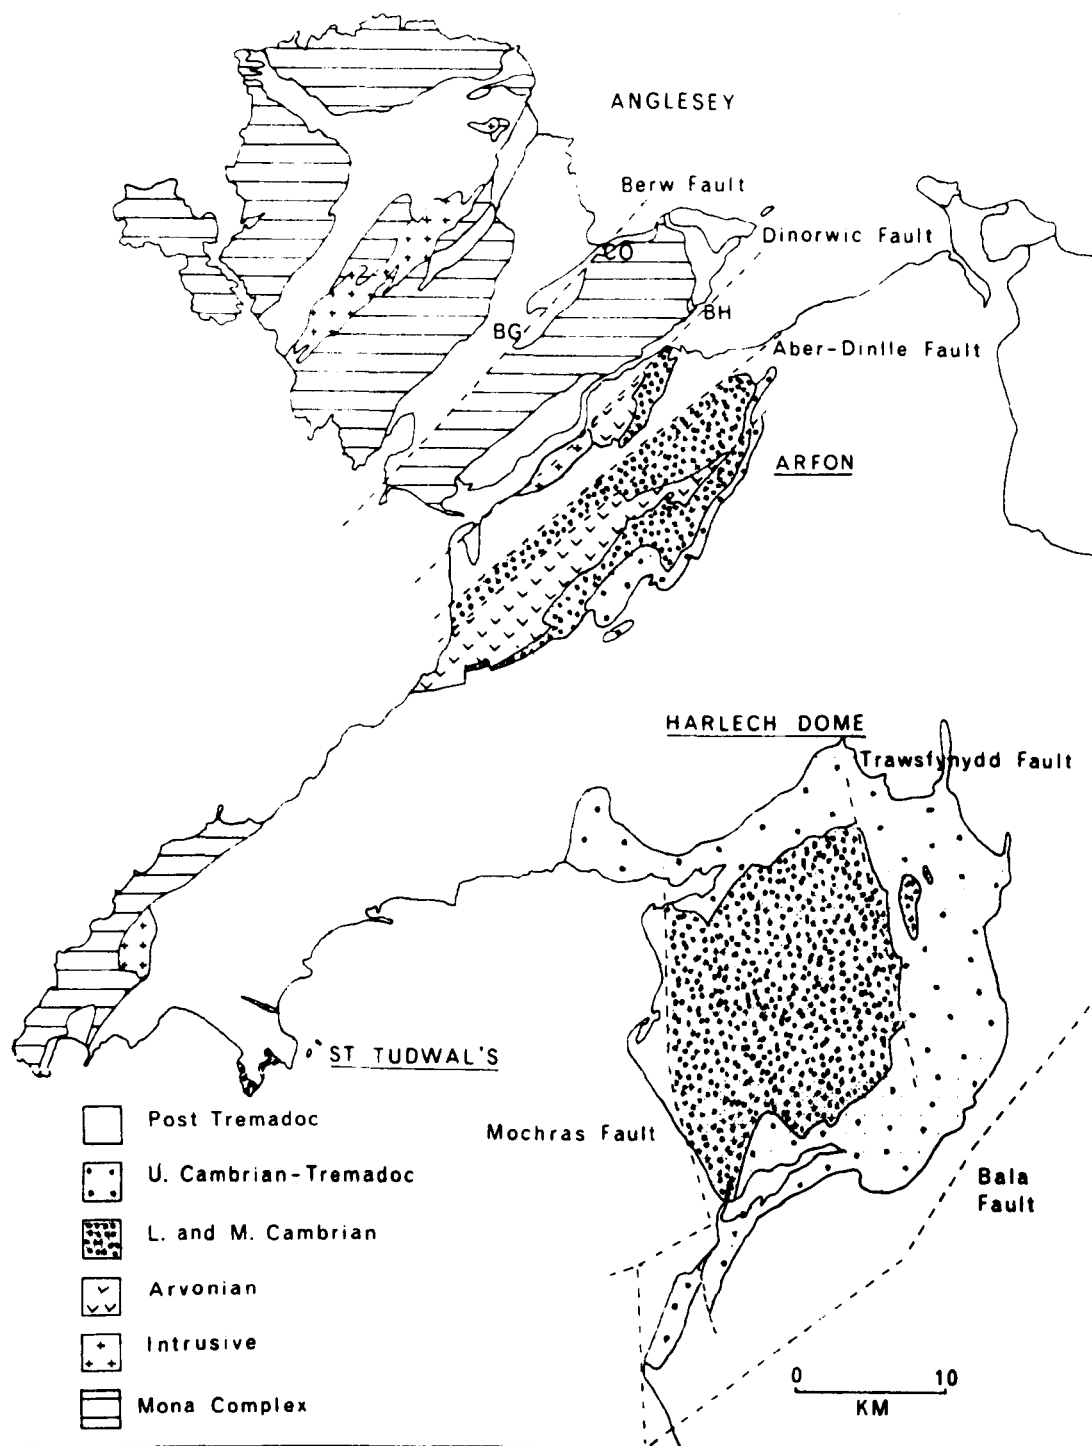 ANGLESEY
Berw Fault
Dinorwic Fault
CO
BH
BG
Aber-Dinlle Fault
ARFON
HARLECH DOME
Trawsfynydd Fault
ST TUDWAL'S
Post Tremadoc
Mochras Fault
U. Cambrian-Tremadoc
Bala
Fault
L. and M. Cambrian
Arvonian
Intrusive
Mona Complex
0 10
KM